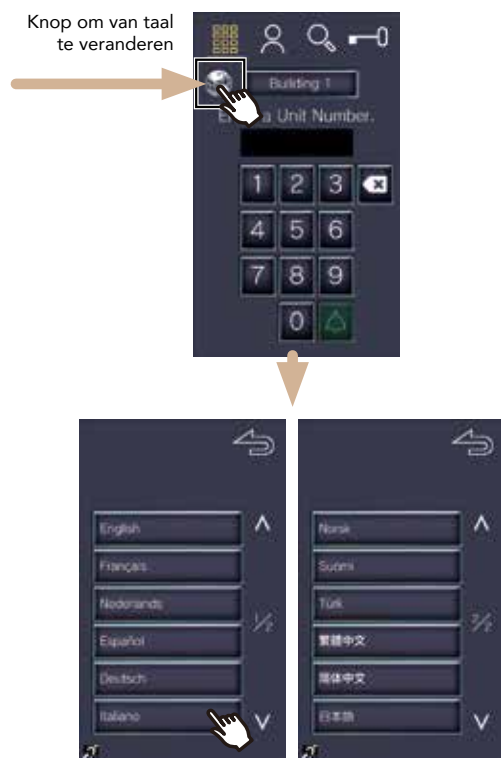 Knop om van taal
te veranderen
Building 1
a Unit Number.
1 2 3
4 5 6
7 8 9
0
English
Français
Nederlands
Español
Deutsch
Italiano
1/2
Norsk
Suomi
Türk
繁體中文
简体中文
日本語
2/2